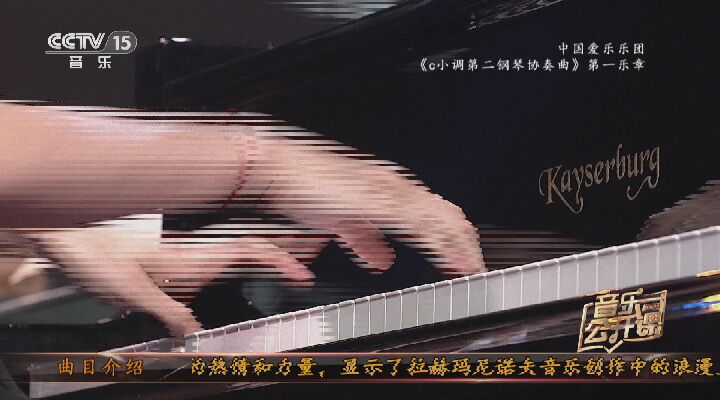 CCTV 15
音乐
中国爱乐乐团
《c小调第二钢琴协奏曲》第一乐章
Kayserburg
音乐
公开课
曲目介绍 的热情和力量，显示了拉赫玛尼诺夫音乐创作中的浪漫